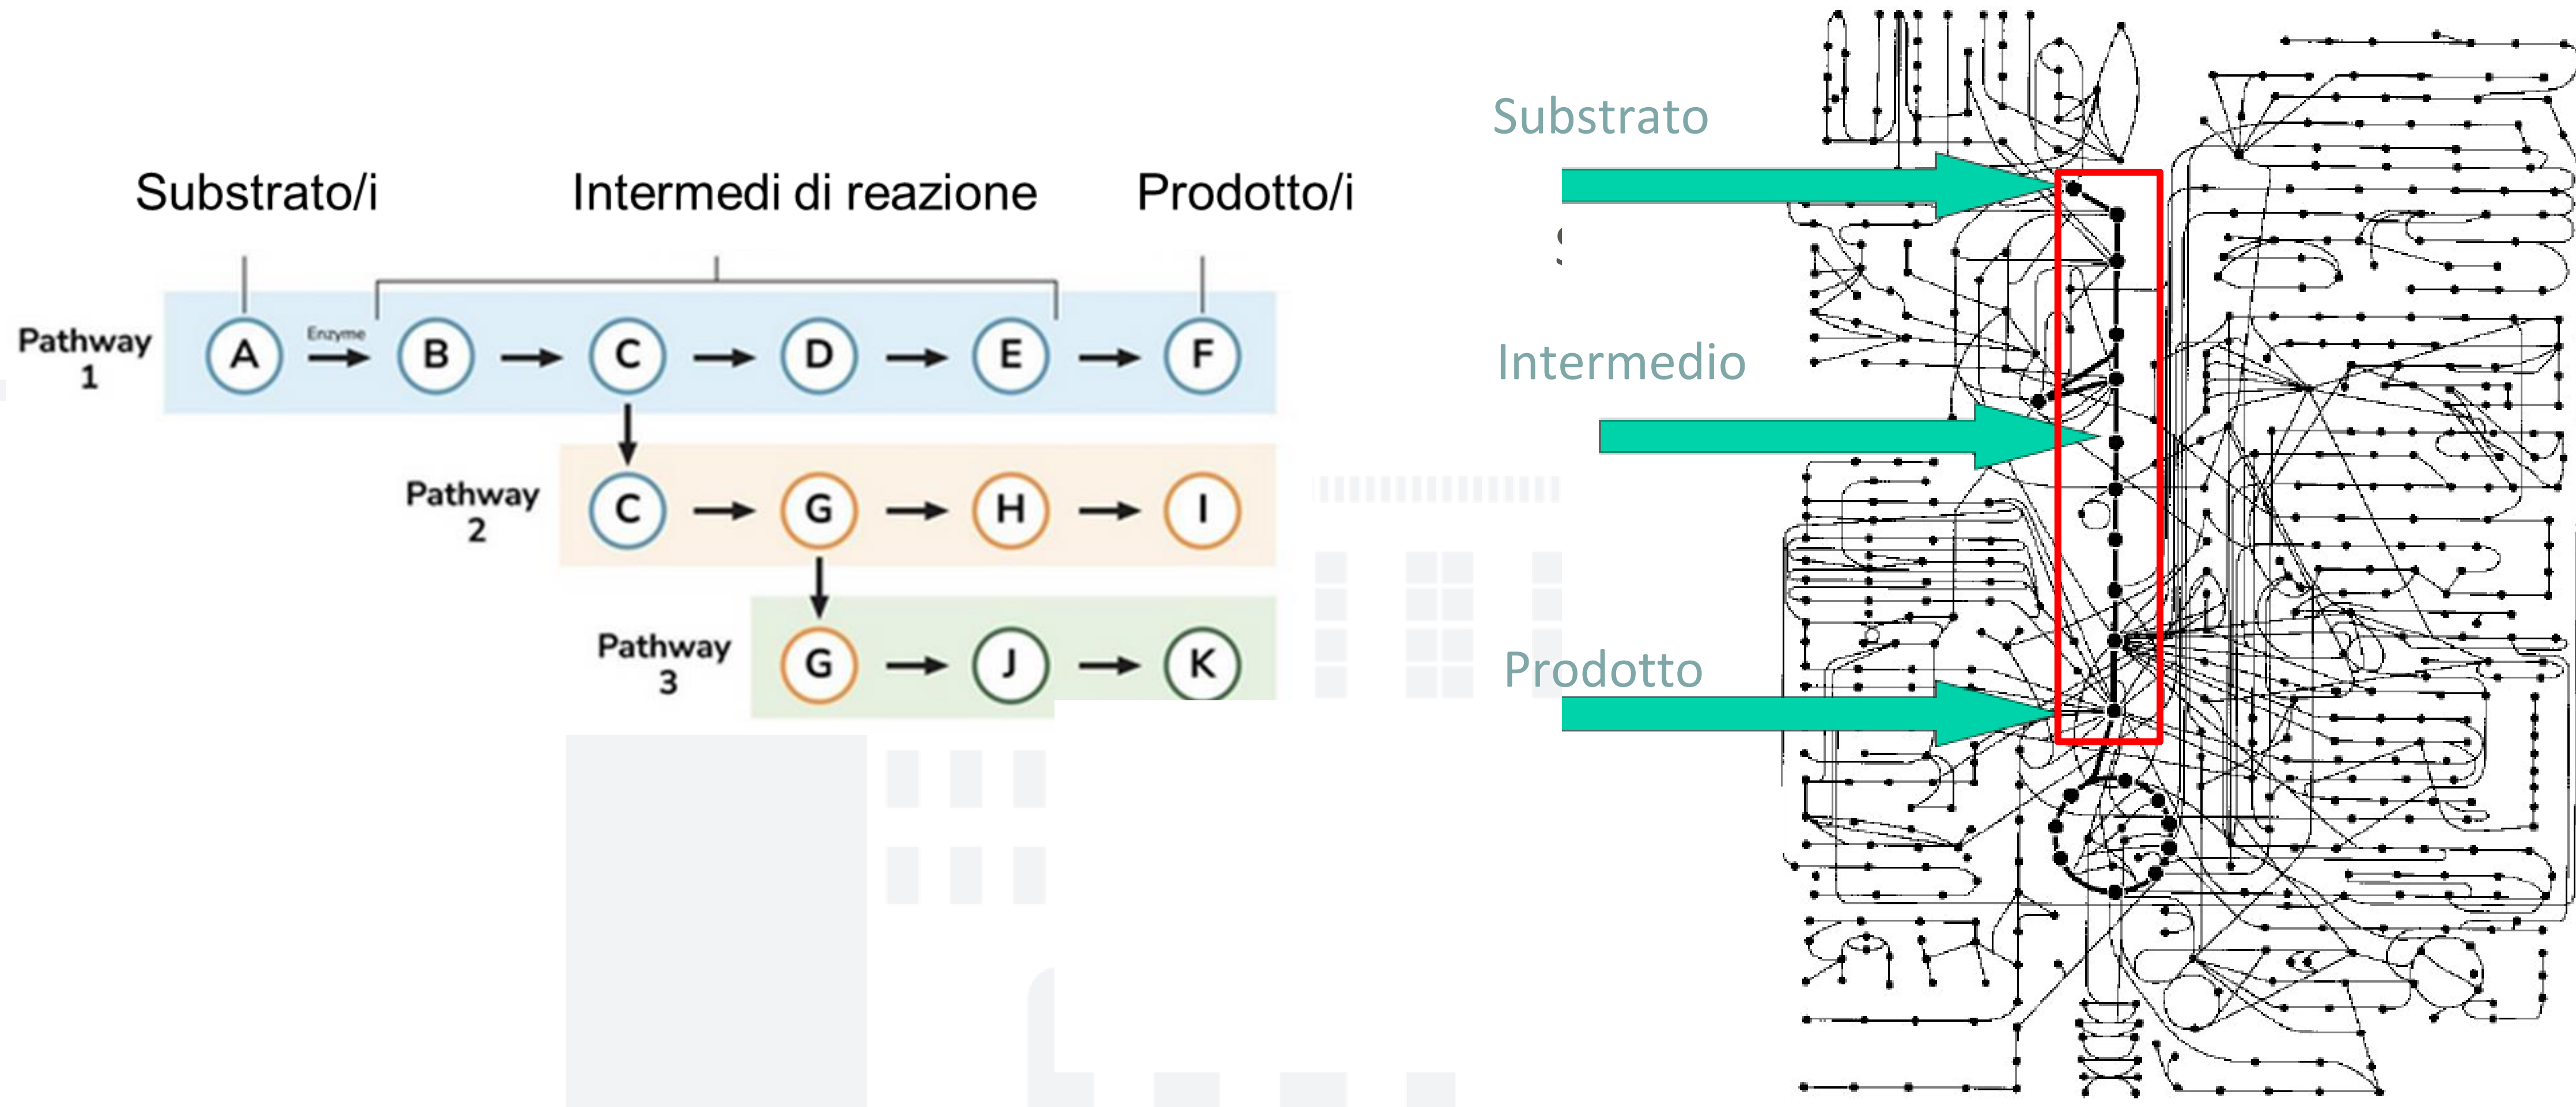 Substrato/i
Intermedi di reazione
Prodotto/i
Pathway
1
A
Enzyme
B
C
D
E
F
Pathway
2
C
G
H
I
Pathway
3
G
J
K
Substrato
Intermedio
Prodotto